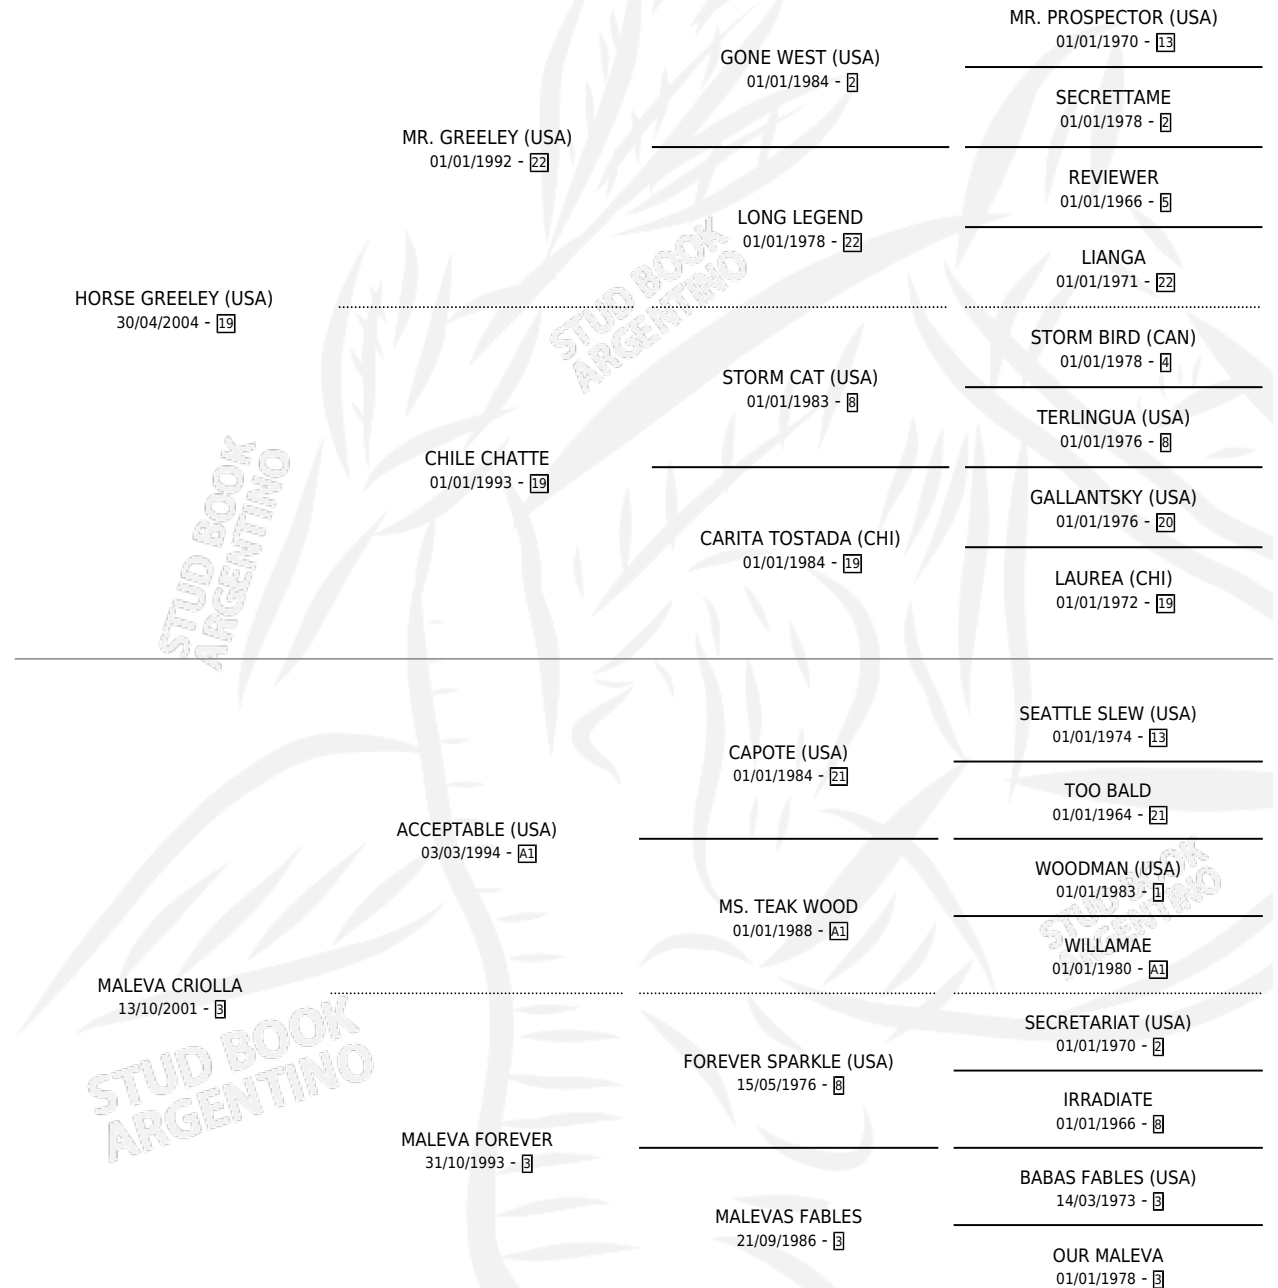 MR. PROSPECTOR (USA)
01/01/1970 - 13
GONE WEST (USA)
01/01/1984 - 2
SECRETTAME
01/01/1978 - 2
MR. GREELEY (USA)
01/01/1992 - 22
REVIEWER
01/01/1966 - 5
LONG LEGEND
01/01/1978 - 22
LIANGA
01/01/1971 - 22
HORSE GREELEY (USA)
30/04/2004 - 19
STORM BIRD (CAN)
01/01/1978 - 4
STORM CAT (USA)
01/01/1983 - 8
TERLINGUA (USA)
01/01/1976 - 8
CHILE CHATTE
01/01/1993 - 19
GALLANTSKY (USA)
01/01/1976 - 20
CARITA TOSTADA (CHI)
01/01/1984 - 19
LAUREA (CHI)
01/01/1972 - 19
SEATTLE SLEW (USA)
01/01/1974 - 13
CAPOTE (USA)
01/01/1984 - 21
TOO BALD
01/01/1964 - 21
ACCEPTABLE (USA)
03/03/1994 - A1
WOODMAN (USA)
01/01/1983 - 1
MS. TEAK WOOD
01/01/1988 - A1
WILLAMAE
01/01/1980 - A1
MALEVA CRIOLLA
13/10/2001 - 3
SECRETARIAT (USA)
01/01/1970 - 2
FOREVER SPARKLE (USA)
15/05/1976 - 8
IRRADIATE
01/01/1966 - 8
MALEVA FOREVER
31/10/1993 - 3
BABAS FABLES (USA)
14/03/1973 - 3
MALEVAS FABLES
21/09/1986 - 3
OUR MALEVA
01/01/1978 - 3
STUD BOOK
ARGENTINO
STUD BOOK
ARGENTINO
STUD BOOK
ARGENTINO
STUD BOOK
ARGENTINO